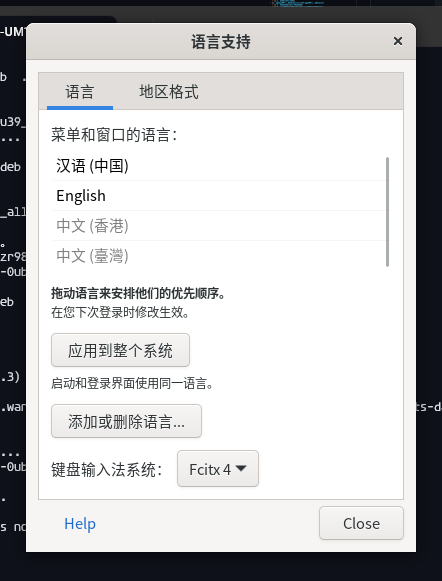 -UM
语言支持
b
u39_
...
deb
_all
。
zr98
-0ub
eb
.3)
.wan
ts-da
...
-0ub
.
s no
语言
地区格式
菜单和窗口的语言：
汉语 (中国)
English
中文 (香港)
中文 (臺灣)
拖动语言来安排他们的优先顺序。
在您下次登录时修改生效。
应用到整个系统
启动和登录界面使用同一语言。
添加或删除语言...
键盘输入法系统：
Fcitx 4
Help
Close